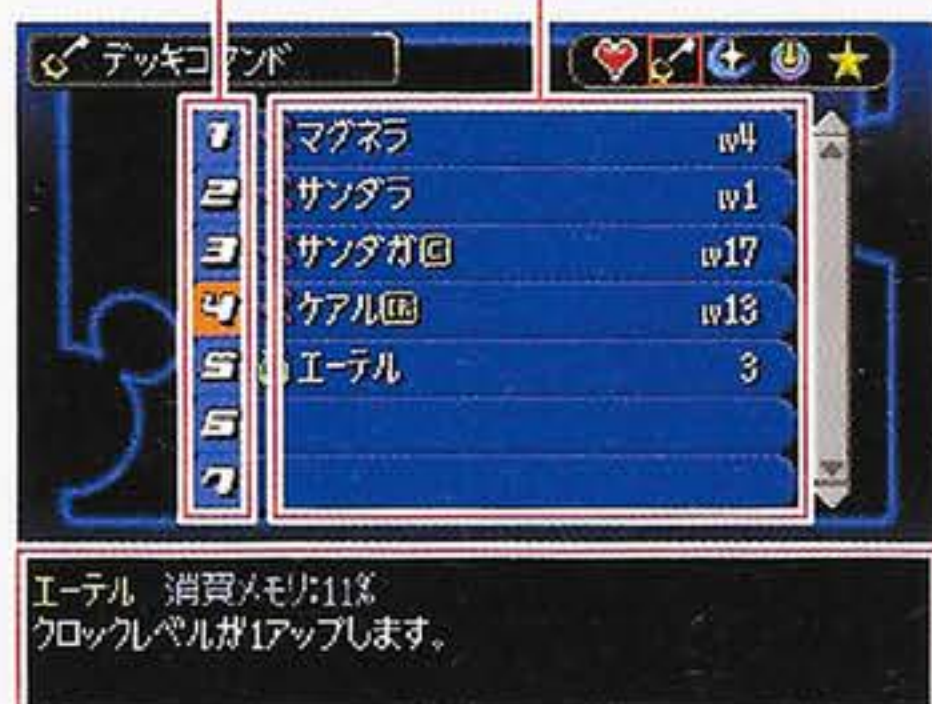 デッキコマンド
1 マグネラ LV4
2 サンダラ LV1
3 サンダガ C LV17
4 ケアル LV13
5 エーテル 3
6
7
エーテル 消費メモリ:11%
クロックレベルが1アップします。